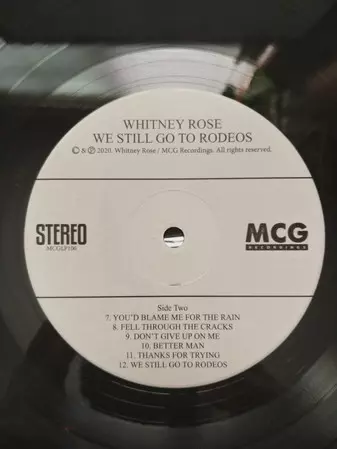 WHITNEY ROSE
WE STILL GO TO RODEOS
© & ℗ 2020. Whitney Rose / MCG Recordings. All rights reserved.
STEREO
MCGLP106
MCG
RECORDINGS
Side Two
7. YOU'D BLAME ME FOR THE RAIN
8. FELL THROUGH THE CRACKS
9. DON'T GIVE UP ON ME
10. BETTER MAN
11. THANKS FOR TRYING
12. WE STILL GO TO RODEOS